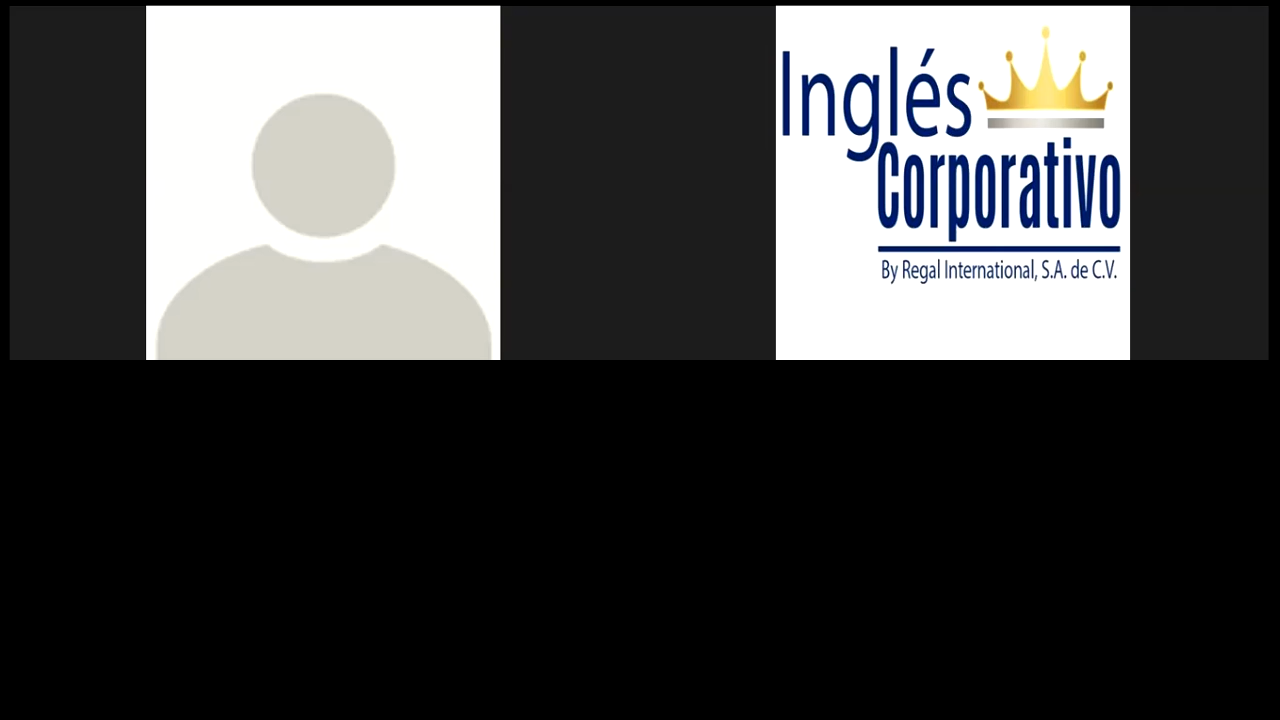 Inglés
Corporativo
By Regal International, S.A. de C.V.